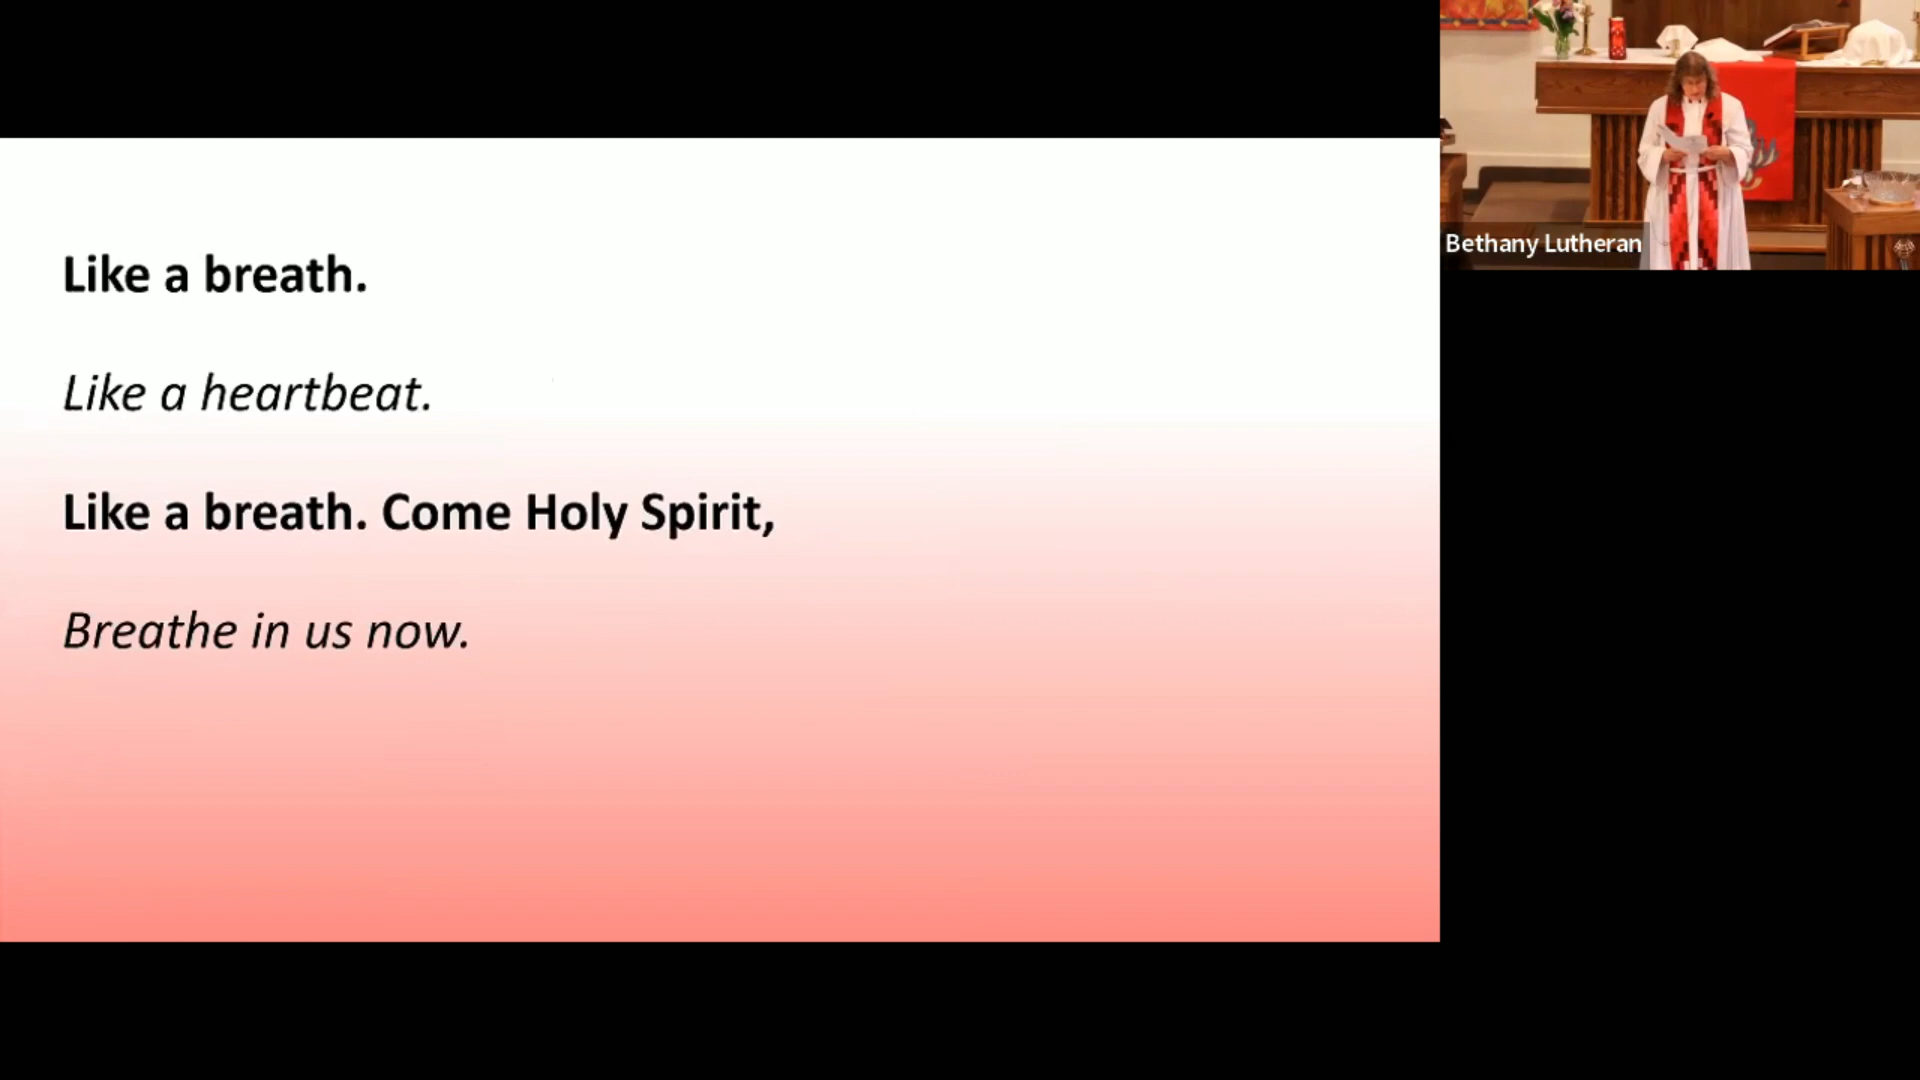 Like a breath.
Like a heartbeat.
Like a breath. Come Holy Spirit,
Breathe in us now.
Bethany Lutheran